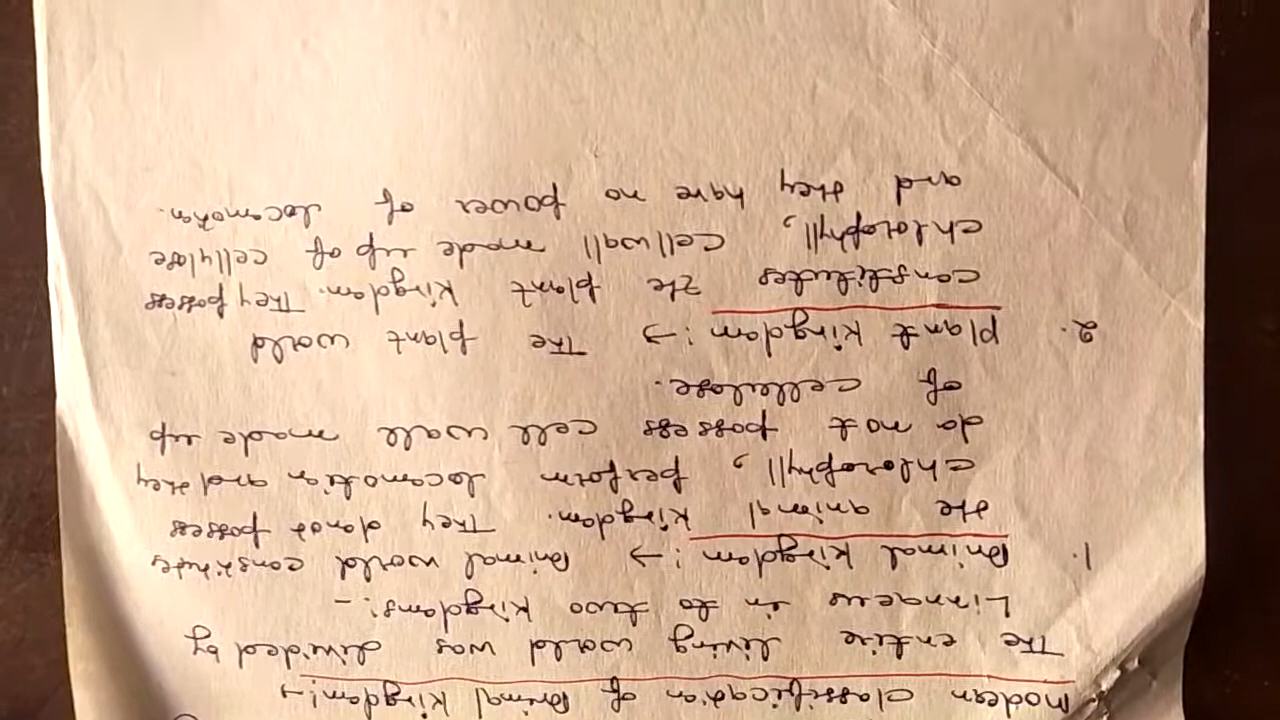 Modern classification of Animal Kingdom:→
The entire living world was divided by
Linnaeus in to two kingdoms:-
1. Animal kingdom:→ Animal world constitutes
the animal kingdom. They donot possess
chlorophyll, perform locomotion and they
do not possess cell wall made up
of cellulose.
2. Plant kingdom:→ The plant world
constitutes the plant kingdom. They possess
chlorophyll, cell wall made up of cellulose
and they have no power of locomotion.